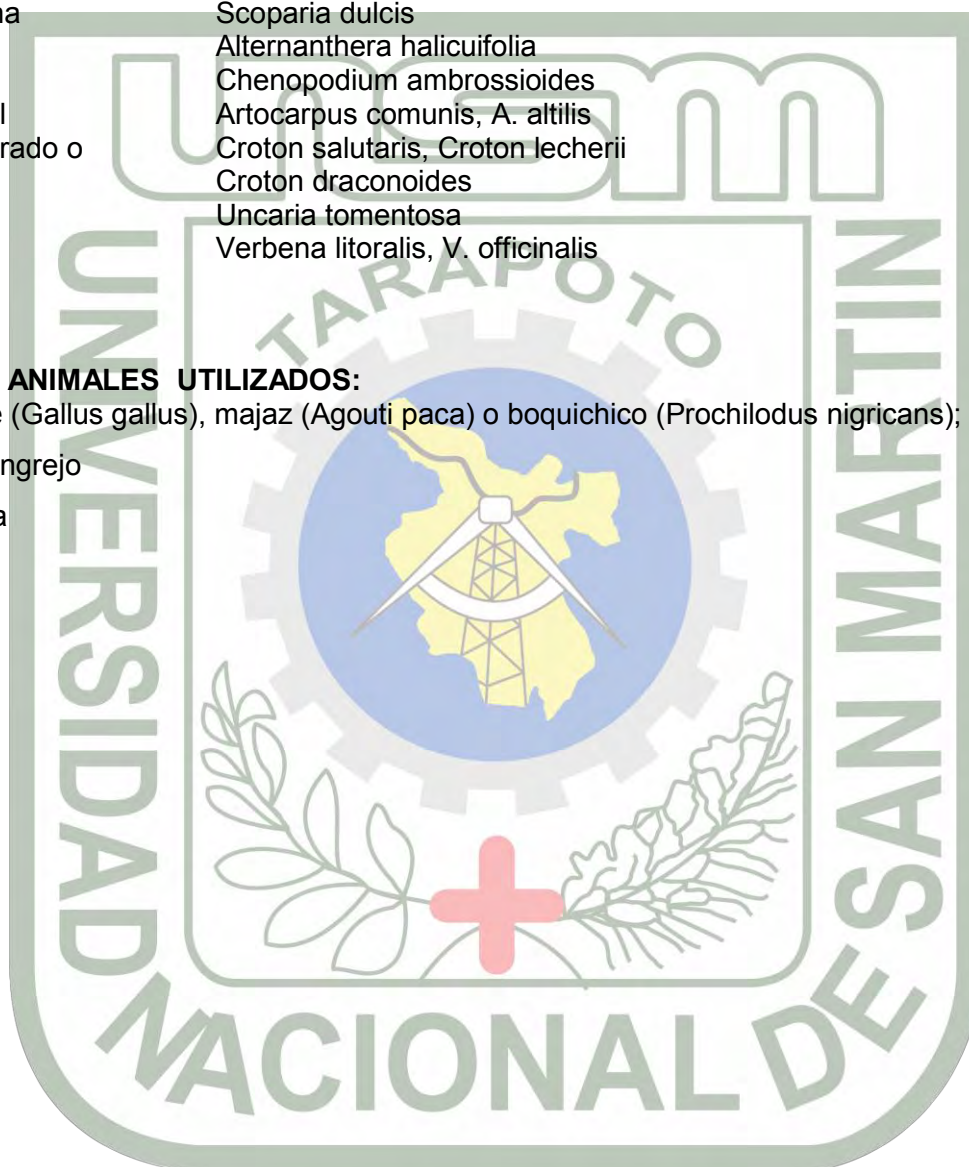 na Scoparia dulcis
Alternanthera halicuifolia
Chenopodium ambrossioides
l Artocarpus comunis, A. altilis
rado o Croton salutaris, Croton lecherii
Croton draconoides
Uncaria tomentosa
Verbena litoralis, V. officinalis
ANIMALES UTILIZADOS:
e (Gallus gallus), majaz (Agouti paca) o boquichico (Prochilodus nigricans);
ngrejo
a
unsm
TARAPOTO
UNIVERSIDAD NACIONAL DE SAN MARTIN